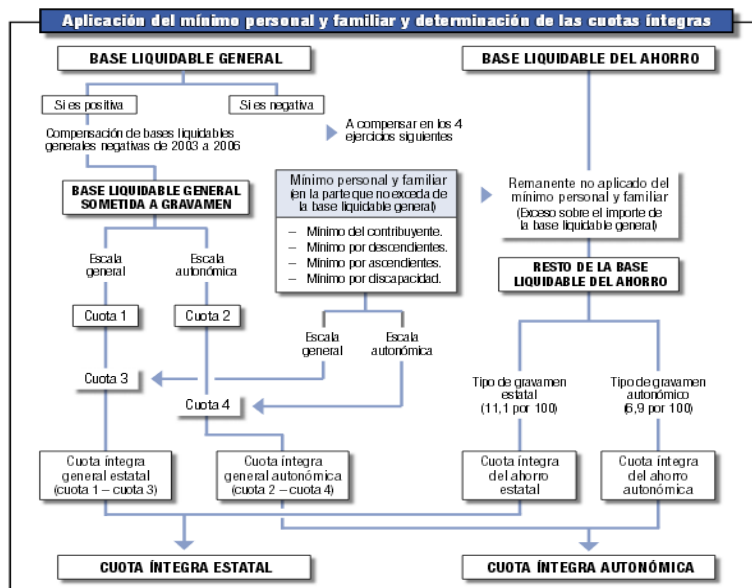 Aplicación del mínimo personal y familiar y determinación de las cuotas íntegras
BASE LIQUIDABLE GENERAL
BASE LIQUIDABLE DEL AHORRO
Si es positiva
Si es negativa
Compensación de bases liquidables
generales negativas de 2003 a 2006
A compensar en los 4
ejercicios siguientes
BASE LIQUIDABLE GENERAL
SOMETIDA A GRAVAMEN
Mínimo personal y familiar
(en la parte que no exceda de
la base liquidable general)
– Mínimo del contribuyente.
– Mínimo por descendientes.
– Mínimo por ascendientes.
– Mínimo por discapacidad.
Remanente no aplicado del
mínimo personal y familiar
(Exceso sobre el importe de
la base liquidable general)
Escala
general
Escala
autonómica
RESTO DE LA BASE
LIQUIDABLE DEL AHORRO
Cuota 1
Cuota 2
Escala
general
Escala
autonómica
Cuota 3
Cuota 4
Tipo de gravamen
estatal
(11,1 por 100)
Tipo de gravamen
autonómico
(6,9 por 100)
Cuota íntegra
general estatal
(cuota 1 – cuota 3)
Cuota íntegra
general autonómica
(cuota 2 – cuota 4)
Cuota íntegra
del ahorro
estatal
Cuota íntegra
del ahorro
autonómica
CUOTA ÍNTEGRA ESTATAL
CUOTA ÍNTEGRA AUTONÓMICA